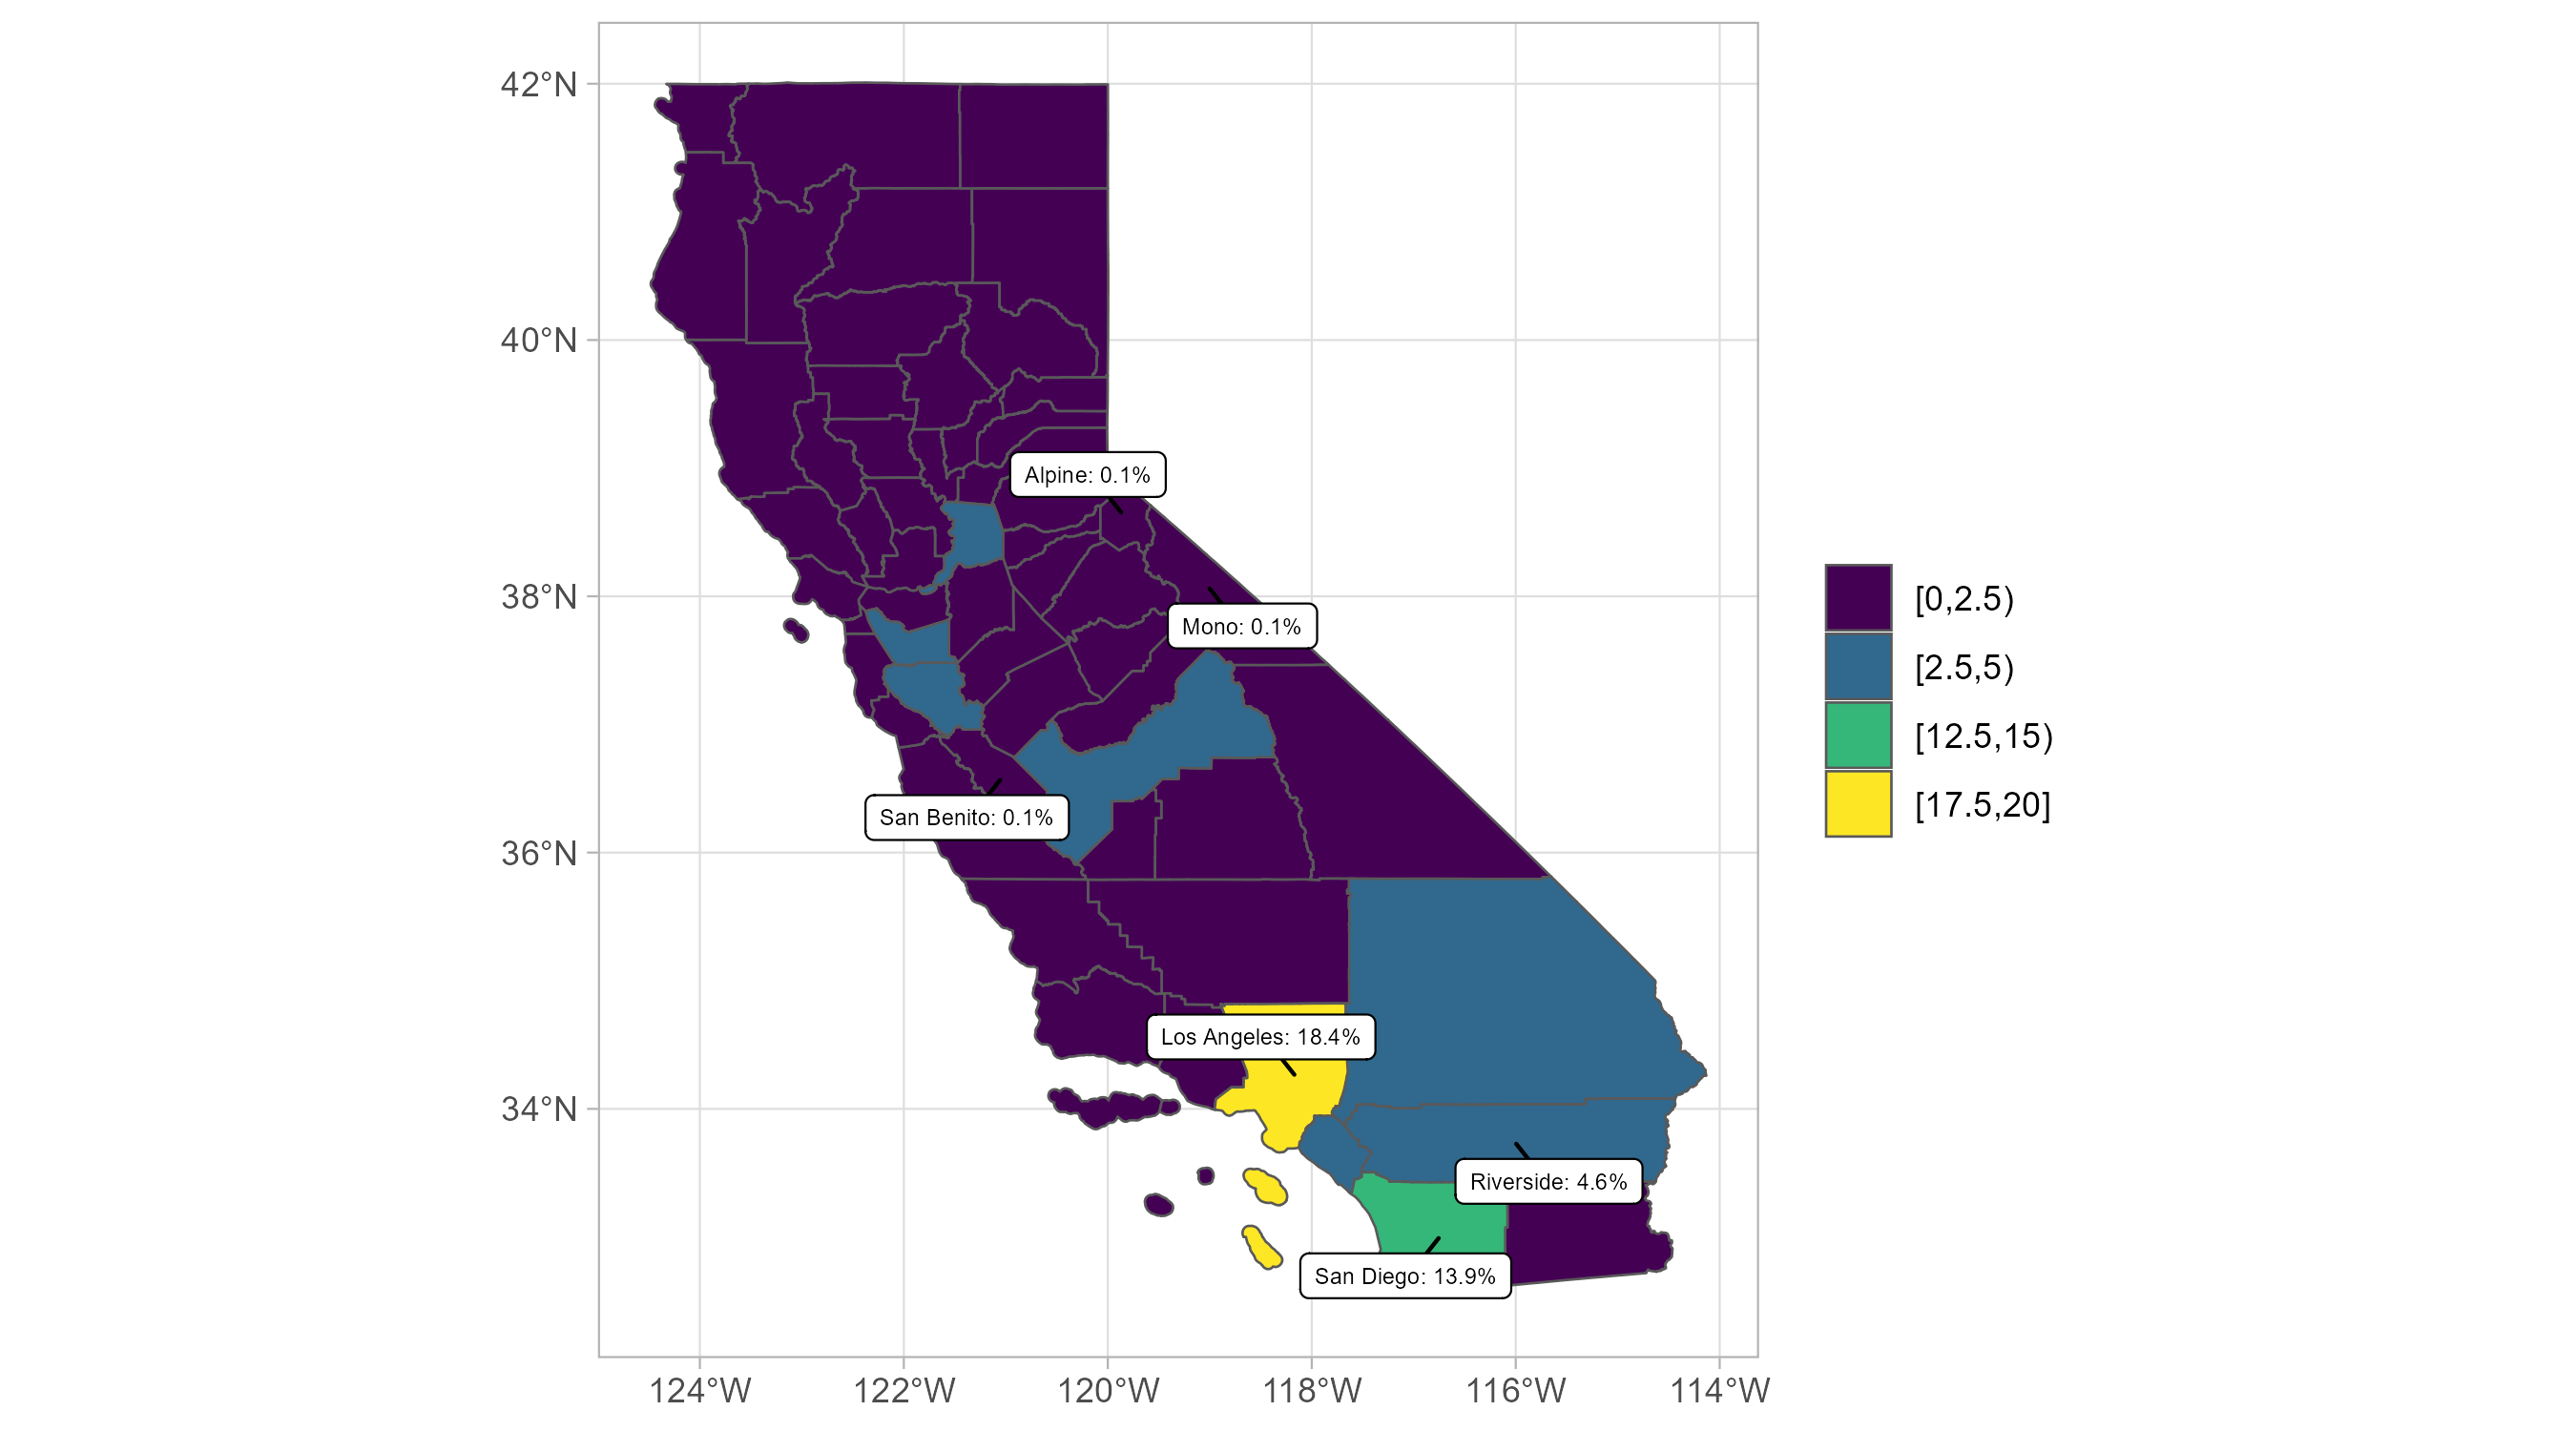 42°N
40°N
38°N
36°N
34°N
Alpine: 0.1%
Mono: 0.1%
San Benito: 0.1%
Los Angeles: 18.4%
Riverside: 4.6%
San Diego: 13.9%
124°W 122°W 120°W 118°W 116°W 114°W
[0,2.5)
[2.5,5)
[12.5,15)
[17.5,20]